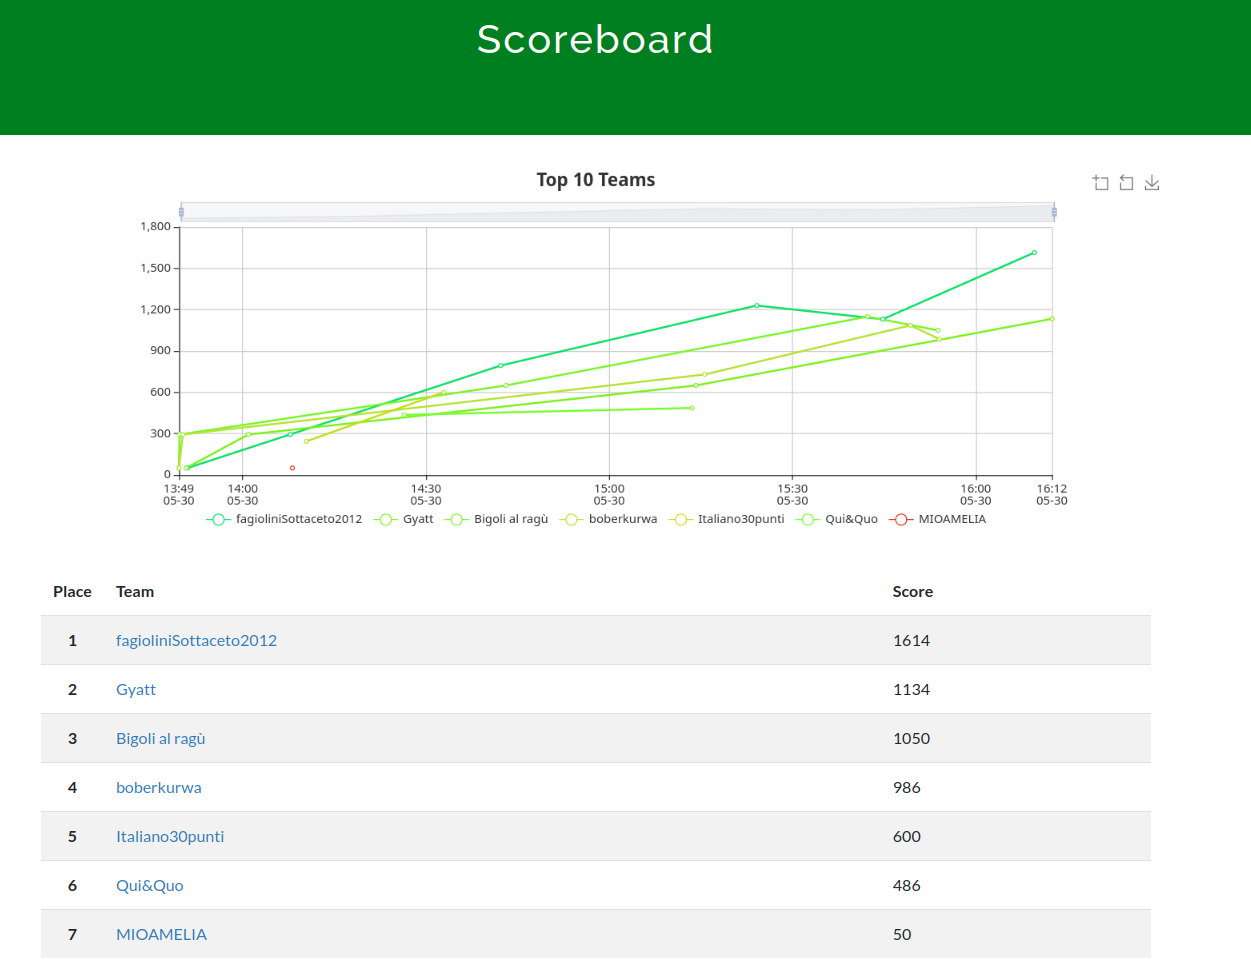 Scoreboard
Top 10 Teams
1,800
1,500
1,200
900
600
300
0
13:49 14:00 14:30 15:00 15:30 16:00 16:12
05-30 05-30 05-30 05-30 05-30 05-30 05-30
fagioliniSottaceto2012 Gyatt Bigoli al ragù boberkurwa Italiano30punti Qui&Quo MIOAMELIA
Place Team Score
1 fagioliniSottaceto2012 1614
2 Gyatt 1134
3 Bigoli al ragù 1050
4 boberkurwa 986
5 Italiano30punti 600
6 Qui&Quo 486
7 MIOAMELIA 50